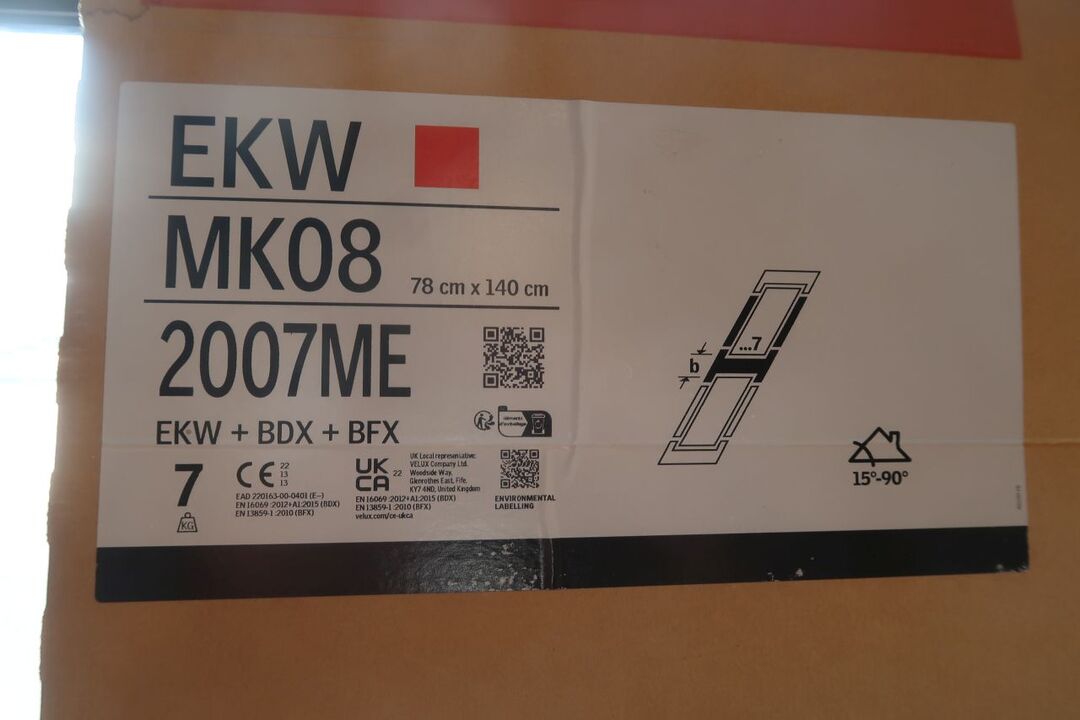 EKW
MK08
78 cm x 140 cm
2007ME
EKW + BDX + BFX
7
KG
CE 22
13
13
EAD 220163-00-0401 (E--)
EN 16069:2012+A1:2015 (BDX)
EN 13859-1:2010 (BFX)
UK
CA 22
UK Local representative:
VELUX Company Ltd.
Woodside Way,
Glenrothes East, Fife,
KY7 4ND, United Kingdom
EN 16069:2012+A1:2015 (BDX)
EN 13859-1:2010 (BFX)
velux.com/ce-ukca
d'emballage
ENVIRONMENTAL
LABELLING
...7
b
15°-90°